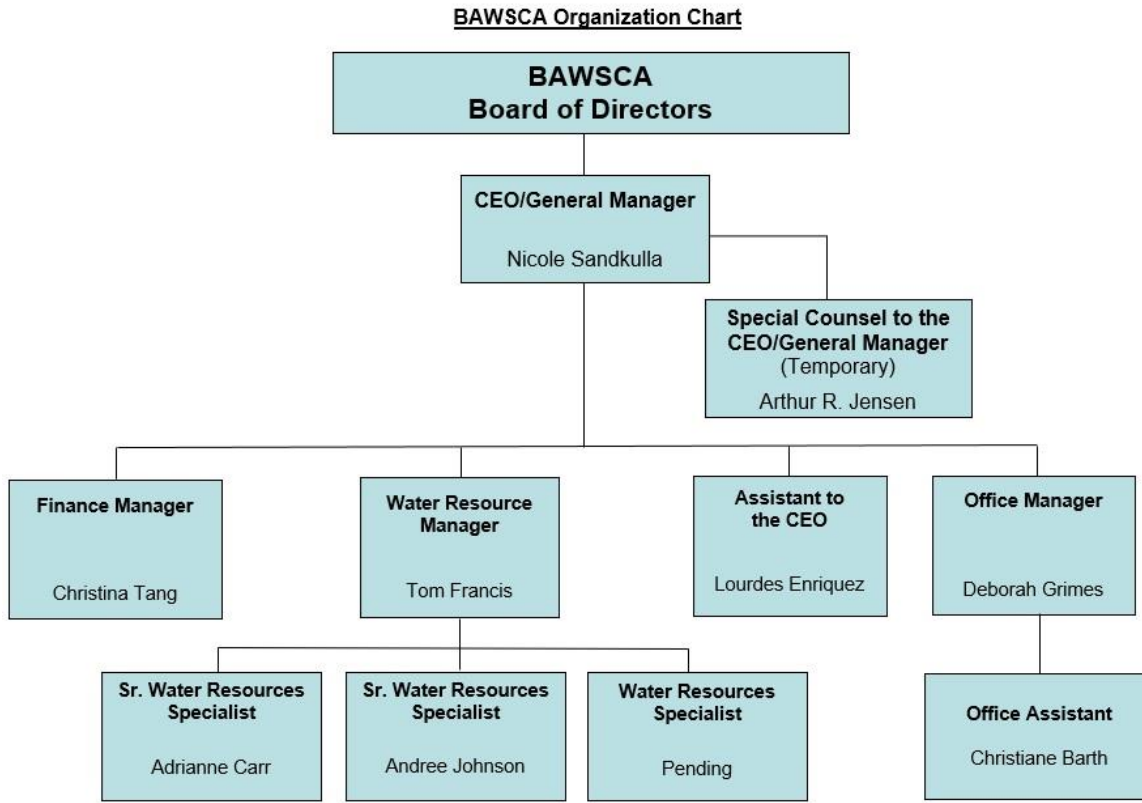 BAWSCA Organization Chart
BAWSCA
Board of Directors
CEO/General Manager
Nicole Sandkulla
Special Counsel to the
CEO/General Manager
(Temporary)
Arthur R. Jensen
Finance Manager
Christina Tang
Water Resource
Manager
Tom Francis
Assistant to
the CEO
Lourdes Enriquez
Office Manager
Deborah Grimes
Sr. Water Resources
Specialist
Adrianne Carr
Sr. Water Resources
Specialist
Andree Johnson
Water Resources
Specialist
Pending
Office Assistant
Christiane Barth